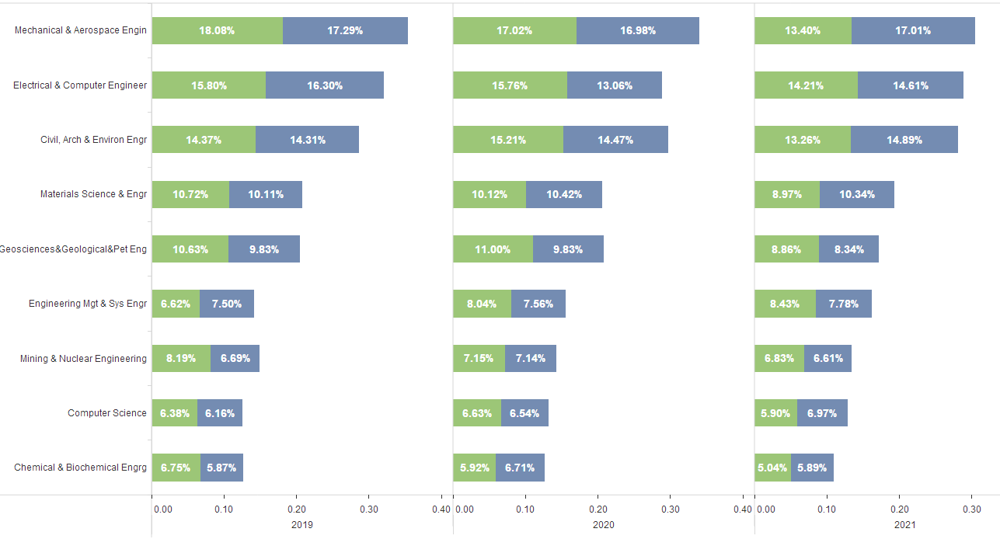 Mechanical & Aerospace Engin 18.08% 17.29% 17.02% 16.98% 13.40% 17.01%
Electrical & Computer Engineer 15.80% 16.30% 15.76% 13.06% 14.21% 14.61%
Civil, Arch & Environ Engr 14.37% 14.31% 15.21% 14.47% 13.26% 14.89%
Materials Science & Engr 10.72% 10.11% 10.12% 10.42% 8.97% 10.34%
Geosciences&Geological&Pet Eng 10.63% 9.83% 11.00% 9.83% 8.86% 8.34%
Engineering Mgt & Sys Engr 6.62% 7.50% 8.04% 7.56% 8.43% 7.78%
Mining & Nuclear Engineering 8.19% 6.69% 7.15% 7.14% 6.83% 6.61%
Computer Science 6.38% 6.16% 6.63% 6.54% 5.90% 6.97%
Chemical & Biochemical Engrg 6.75% 5.87% 5.92% 6.71% 5.04% 5.89%
0.00 0.10 0.20 0.30 0.40 0.00 0.10 0.20 0.30 0.40 0.00 0.10 0.20 0.30
2019 2020 2021